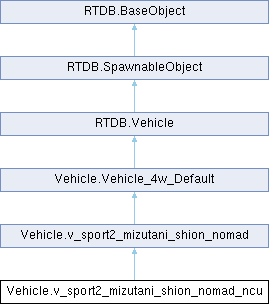 RTDB.BaseObject
RTDB.SpawnableObject
RTDB.Vehicle
Vehicle.Vehicle_4w_Default
Vehicle.v_sport2_mizutani_shion_nomad
Vehicle.v_sport2_mizutani_shion_nomad_ncu